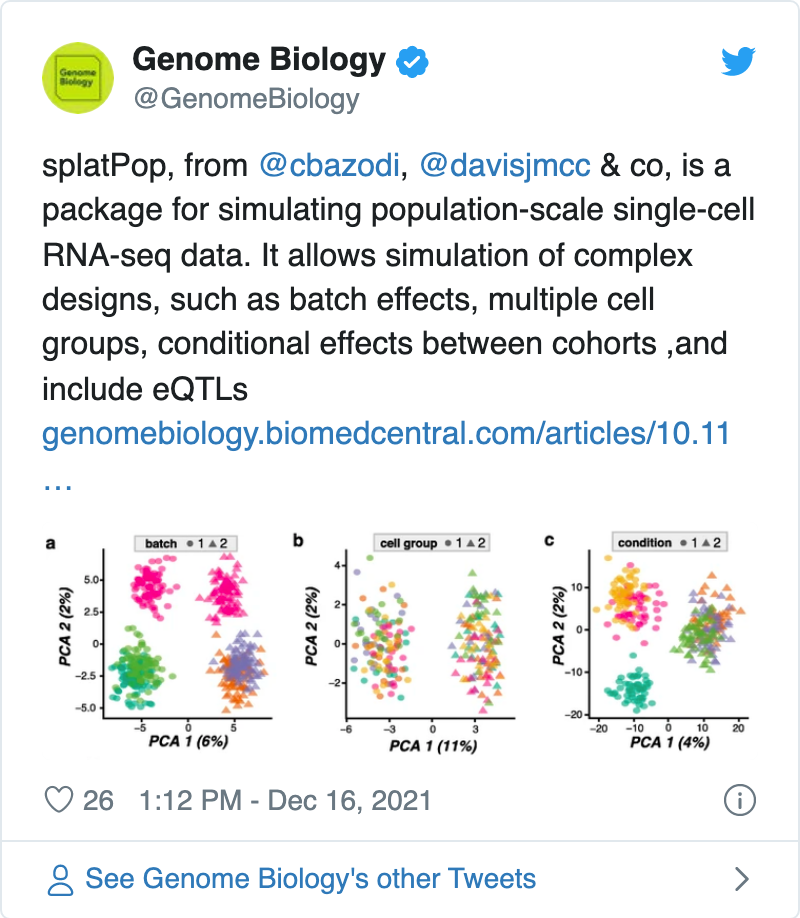 Genome Biology
Genome
Biology
@GenomeBiology
splatPop, from @cbazodi, @davisjmcc & co, is a
package for simulating population-scale single-cell
RNA-seq data. It allows simulation of complex
designs, such as batch effects, multiple cell
groups, conditional effects between cohorts ,and
include eQTLs
genomebiology.biomedcentral.com/articles/10.11
…
a
batch ● 1 ▲ 2
PCA 2 (2%)
5.0
2.5
0
−2.5
−5.0
−5 0 5
PCA 1 (6%)
b
cell group ● 1 ▲ 2
PCA 2 (2%)
4
2
0
−2
−6 −3 0 3
PCA 1 (11%)
c
condition ● 1 ▲ 2
PCA 2 (2%)
10
0
−10
−20
−20 −10 0 10 20
PCA 1 (4%)
26 1:12 PM - Dec 16, 2021
See Genome Biology's other Tweets